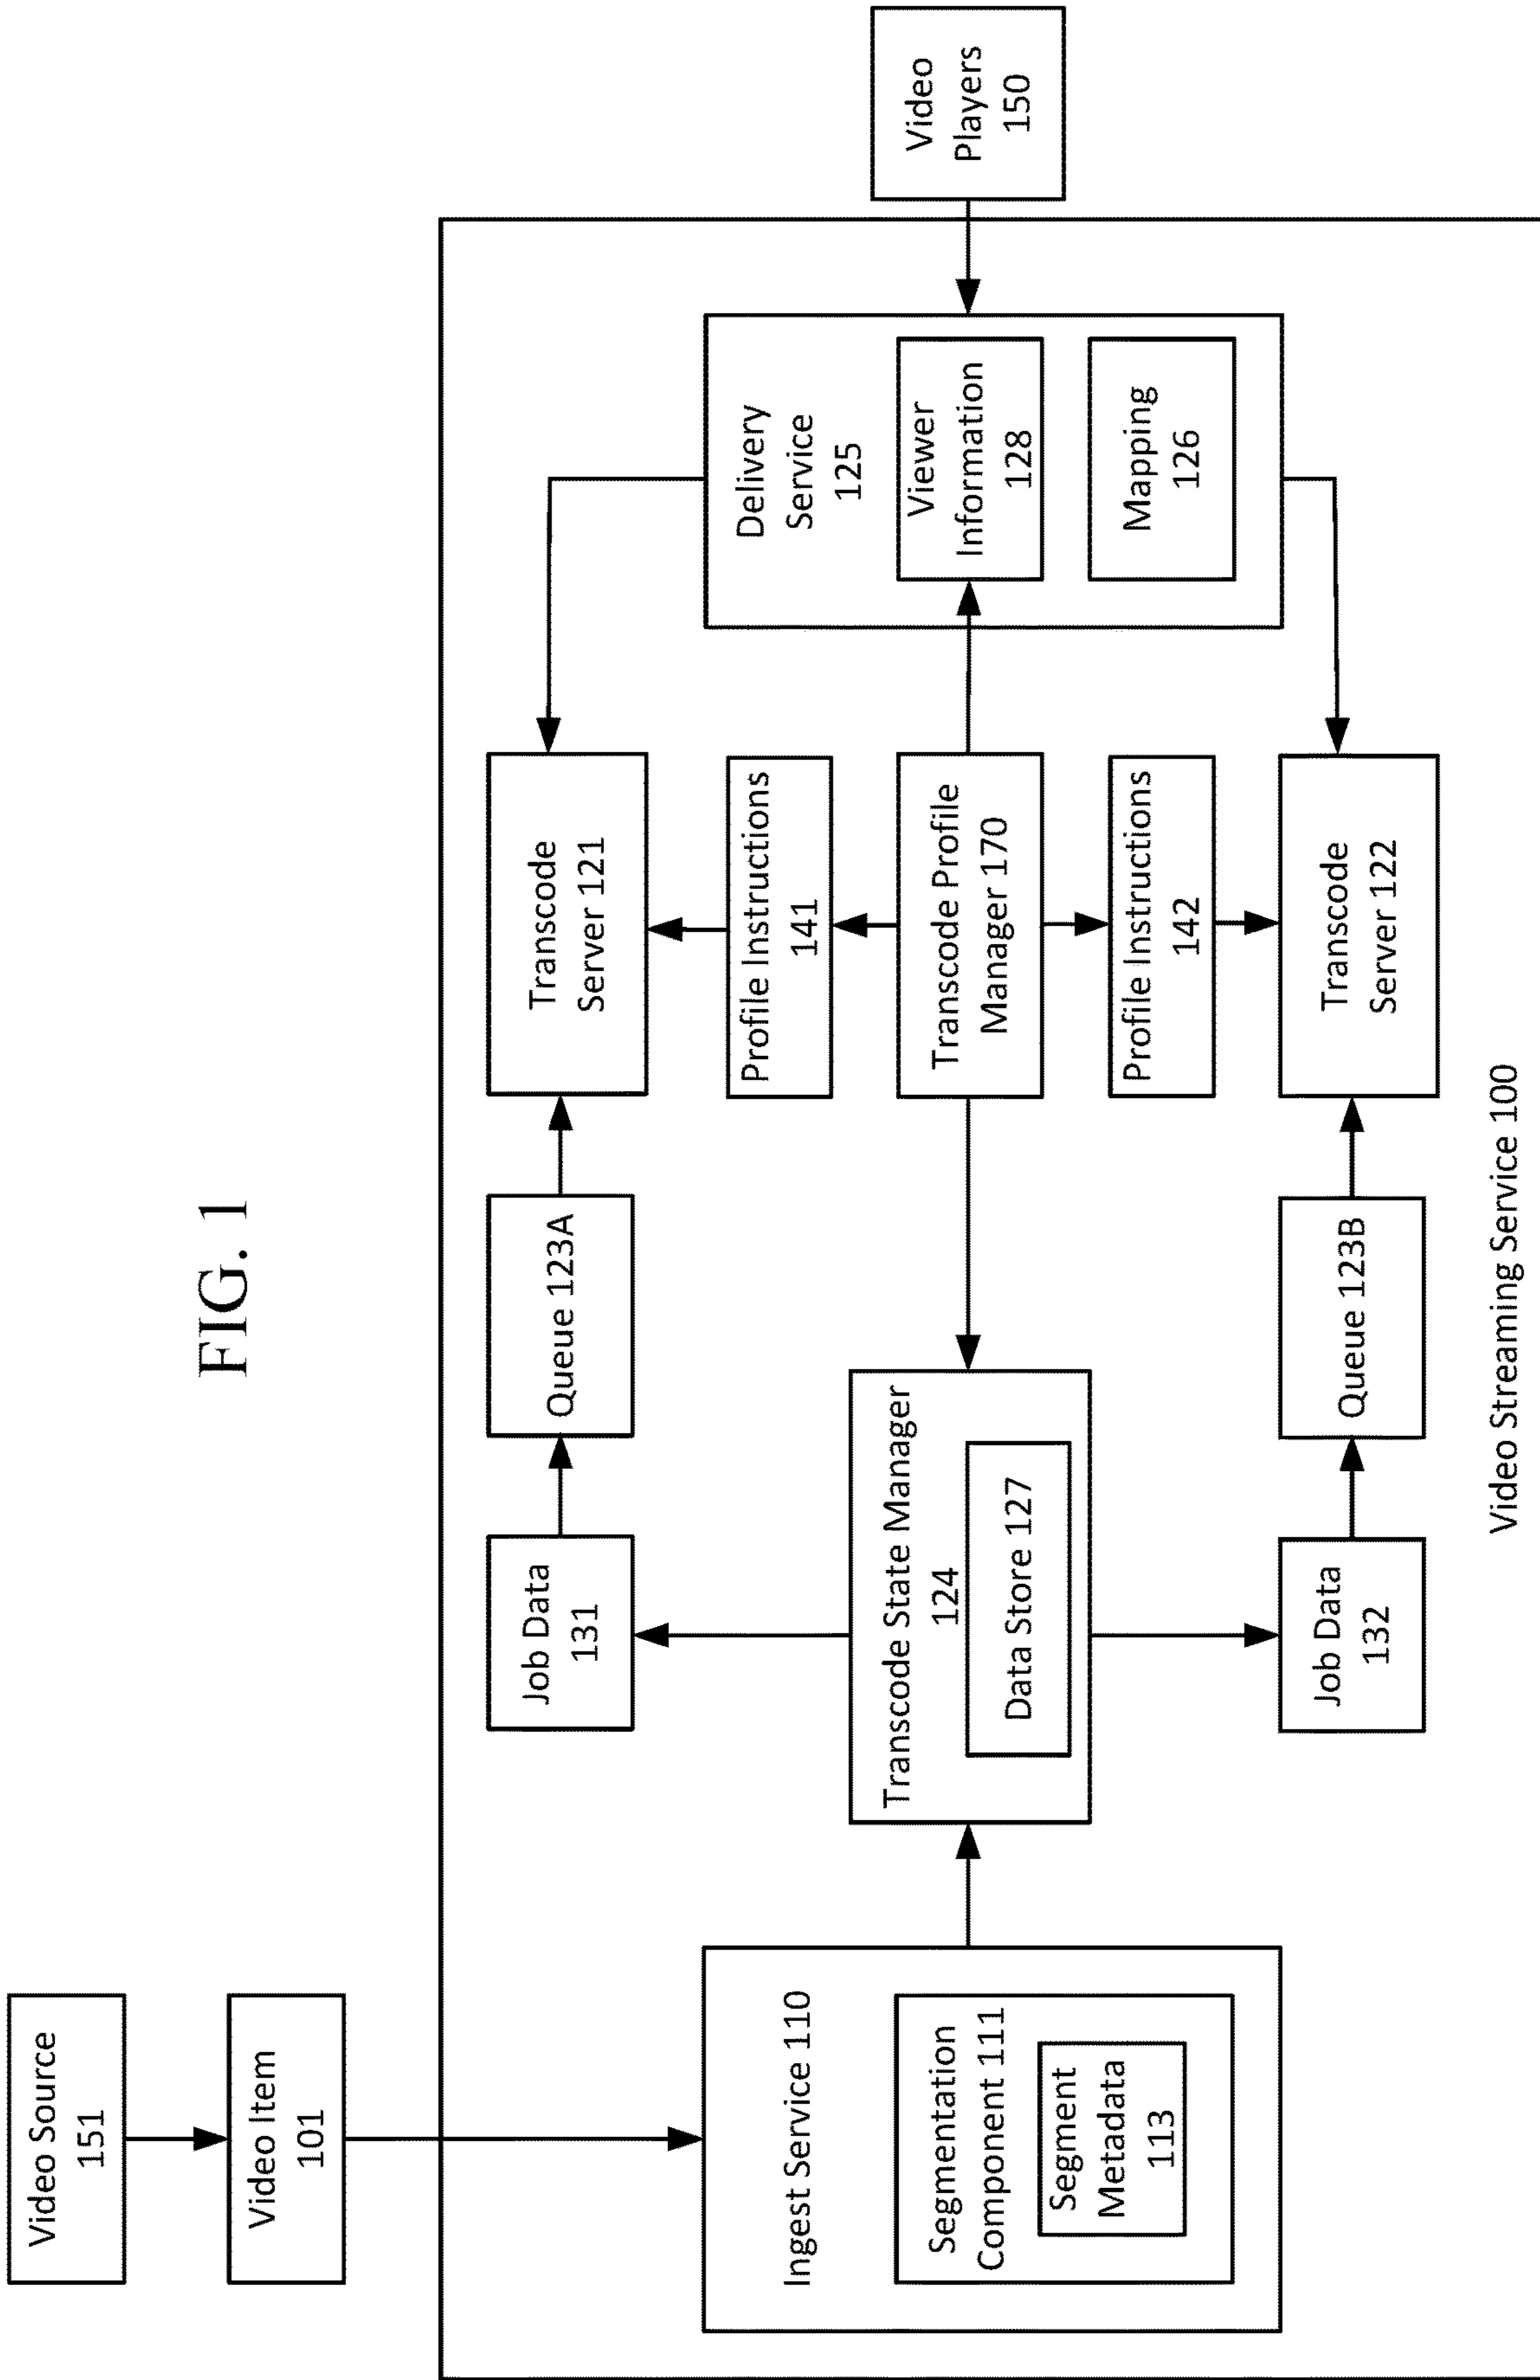 FIG. 1
Video Source
151
Video Item
101
Ingest Service 110
Segmentation
Component 111
Segment
Metadata
113
Job Data
131
Queue 123A
Transcode
Server 121
Transcode State Manager
124
Data Store 127
Profile Instructions
141
Transcode Profile
Manager 170
Profile Instructions
142
Delivery
Service
125
Viewer
Information
128
Mapping
126
Video
Players
150
Job Data
132
Queue 123B
Transcode
Server 122
Video Streaming Service 100